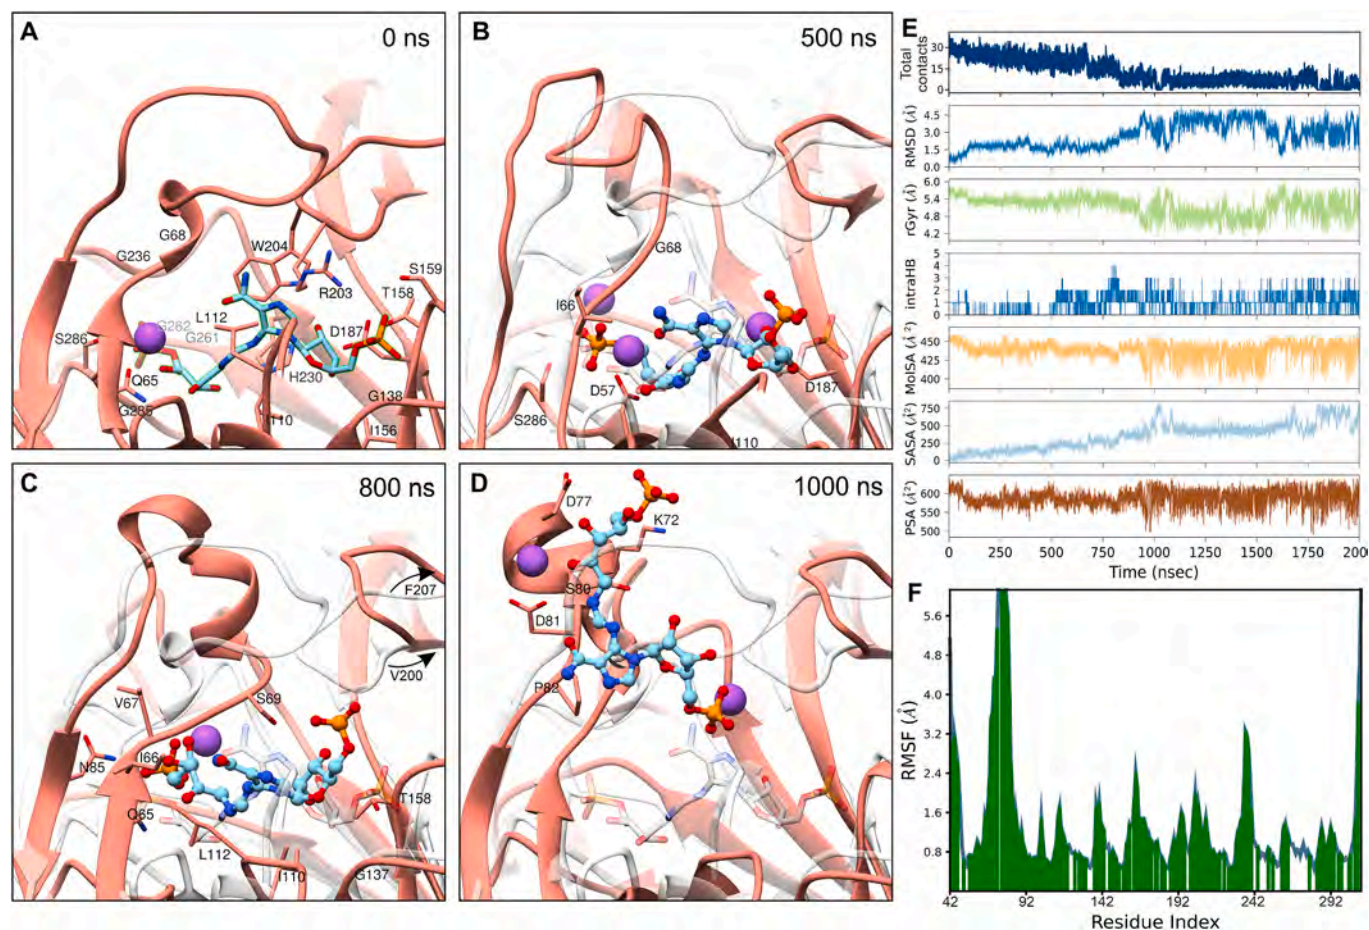 A
0 ns
G68
G236
W204
S159
R203
T158
L112
D187
G282
G261
S286
H230
Q65
G138
G285
I110
I156
B
500 ns
G68
I66
D57
D187
S286
I110
C
800 ns
F207
V200
V67
S69
N85
I66
T158
Q65
L112
I110
G137
D
1000 ns
D77
K72
S80
D81
P82
E
Total contacts
30
15
0
RMSD (Å)
4.5
3.0
1.5
0.0
rGyr (Å)
6.0
5.4
4.8
4.2
intraHB
5
4
3
2
1
0
MolSA (Å²)
450
425
400
SASA (Å²)
750
500
250
0
PSA (Å²)
600
550
500
0 250 500 750 1000 1250 1500 1750 2000
Time (nsec)
F
RMSF (Å)
5.6
4.8
4.0
3.2
2.4
1.6
0.8
42 92 142 192 242 292
Residue Index